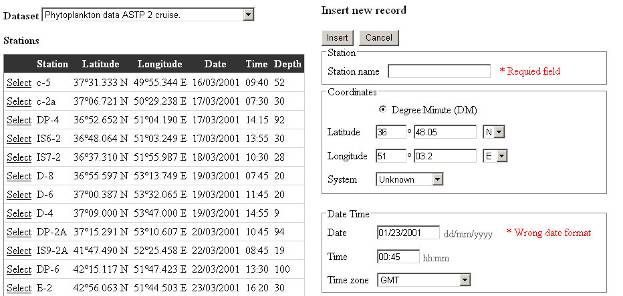 Dataset Phytoplankton data ASTP 2 cruise.
Stations
Station Latitude Longitude Date Time Depth
Select c-5 37°31.333 N 49°55.344 E 16/03/2001 09:40 52
Select c-2a 37°06.721 N 50°29.238 E 17/03/2001 07:30 30
Select DP-4 36°52.652 N 51°04.190 E 17/03/2001 14:15 92
Select IS6-2 36°48.064 N 51°03.249 E 17/03/2001 13:55 30
Select IS7-2 36°37.310 N 51°55.987 E 18/03/2001 10:30 28
Select D-8 36°55.597 N 53°13.749 E 19/03/2001 07:45 20
Select D-6 37°00.387 N 53°32.065 E 19/03/2001 11:45 20
Select D-4 37°09.000 N 53°47.000 E 19/03/2001 14:55 9
Select DP-2A 37°15.291 N 53°10.607 E 20/03/2001 10:45 94
Select IS9-2A 41°47.490 N 52°25.458 E 22/03/2001 08:45 19
Select DP-6 42°15.117 N 51°47.423 E 22/03/2001 13:30 100
Select E-2 42°56.063 N 51°44.503 E 23/03/2001 16:20 30
Insert new record
Insert Cancel
Station
Station name * Requied field
Coordinates
Degree Minute (DM)
Latitude 36 ° 48.05 N
Longitude 51 ° 03.2 E
System Unknown
Date Time
Date 01/23/2001 dd/mm/yyyy * Wrong date format
Time 00:45 hh:mm
Time zone GMT